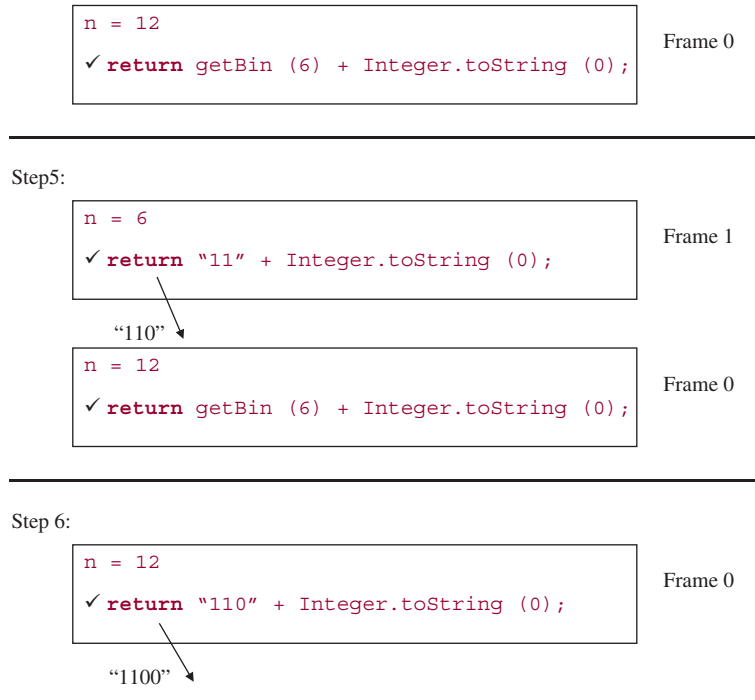 n = 12
Frame 0
✓ return getBin (6) + Integer.toString (0);
Step5:
n = 6
Frame 1
✓ return “11” + Integer.toString (0);
“110”
n = 12
Frame 0
✓ return getBin (6) + Integer.toString (0);
Step 6:
n = 12
Frame 0
✓ return “110” + Integer.toString (0);
“1100”